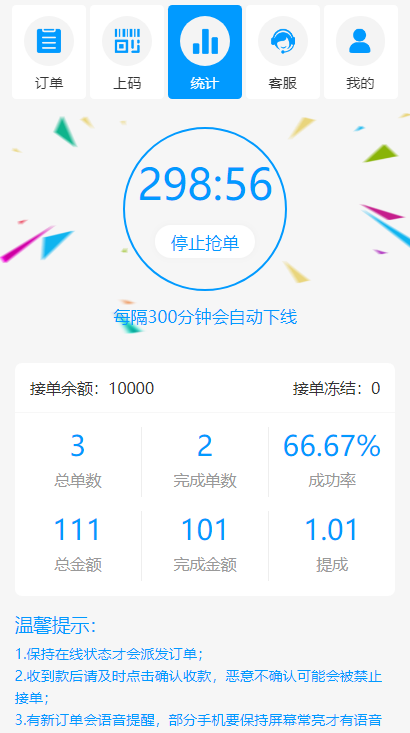 订单 上码 统计 客服 我的
298:56
停止抢单
每隔300分钟会自动下线
接单余额：10000 接单冻结：0
3 2 66.67%
总单数 完成单数 成功率
111 101 1.01
总金额 完成金额 提成
温馨提示：
1.保持在线状态才会派发订单；
2.收到款后请及时点击确认收款，恶意不确认可能会被禁止
接单；
3.有新订单会语音提醒，部分手机要保持屏幕常亮才有语音